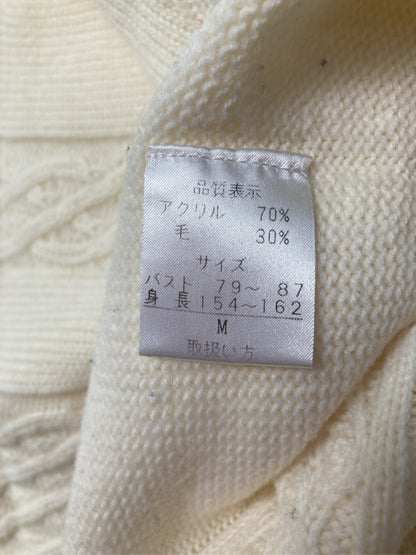 品質表示
アクリル 70%
毛 30%
サイズ
バスト 79～ 87
身長 154～162
M
取扱い方